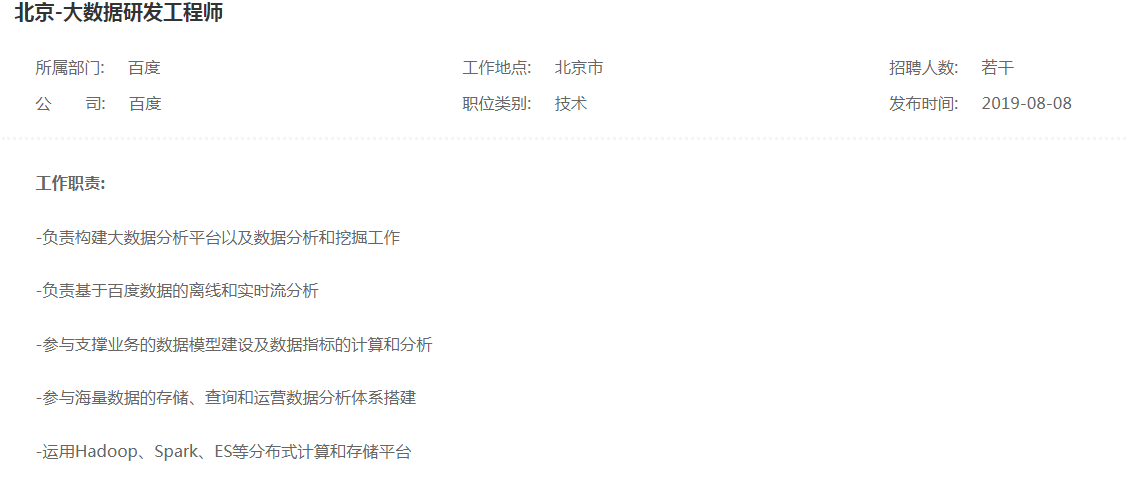 北京-大数据研发工程师
所属部门: 百度 工作地点: 北京市 招聘人数: 若干
公 司: 百度 职位类别: 技术 发布时间: 2019-08-08
工作职责:
-负责构建大数据分析平台以及数据分析和挖掘工作
-负责基于百度数据的离线和实时流分析
-参与支撑业务的数据模型建设及数据指标的计算和分析
-参与海量数据的存储、查询和运营数据分析体系搭建
-运用Hadoop、Spark、ES等分布式计算和存储平台